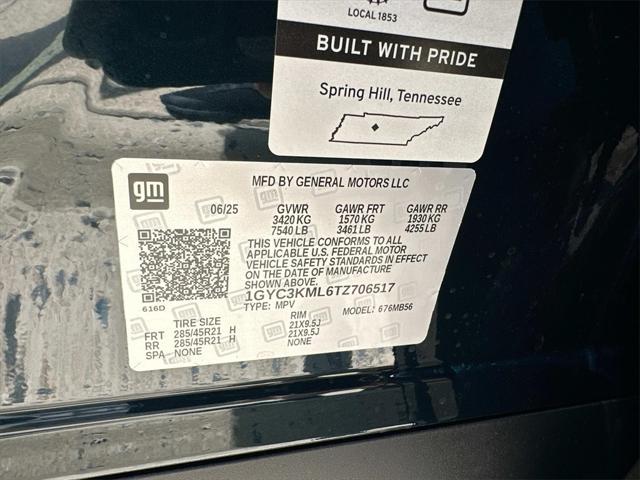 LOCAL 1853
BUILT WITH PRIDE
Spring Hill, Tennessee
gm
MFD BY GENERAL MOTORS LLC
06/25 GVWR GAWR FRT GAWR RR
3420 KG 1570 KG 1930 KG
7540 LB 3461 LB 4255 LB
THIS VEHICLE CONFORMS TO ALL
APPLICABLE U.S. FEDERAL MOTOR
VEHICLE SAFETY STANDARDS IN EFFECT
ON THE DATE OF MANUFACTURE
SHOWN ABOVE.
1GYC3KML6TZ706517
616D TYPE: MPV MODEL: 676MB56
TIRE SIZE RIM
FRT 285/45R21 H 21X9.5J
RR 285/45R21 H 21X9.5J
SPA NONE NONE